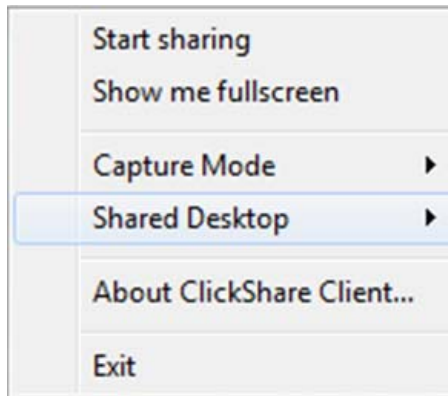 Start sharing
Show me fullscreen
Capture Mode
Shared Desktop
About ClickShare Client...
Exit